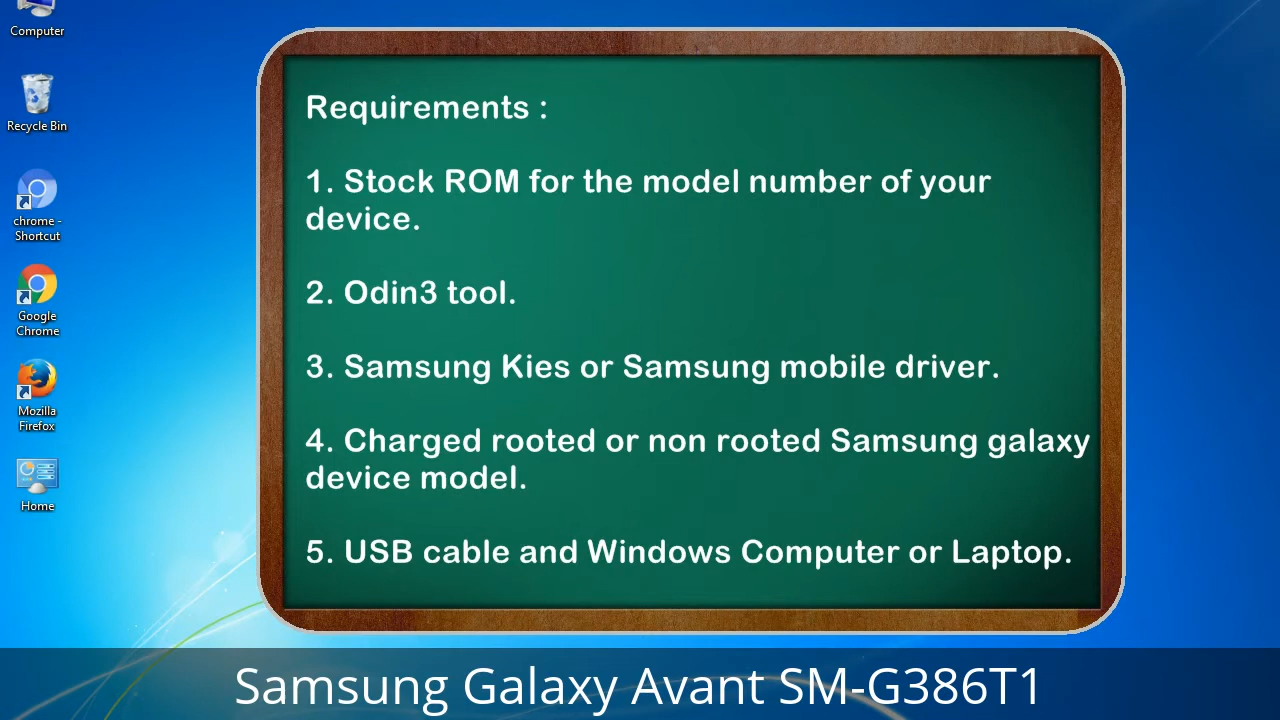 Computer
Recycle Bin
chrome -
Shortcut
Google
Chrome
Mozilla
Firefox
Home
Requirements :
1. Stock ROM for the model number of your
device.
2. Odin3 tool.
3. Samsung Kies or Samsung mobile driver.
4. Charged rooted or non rooted Samsung galaxy
device model.
5. USB cable and Windows Computer or Laptop.
Samsung Galaxy Avant SM-G386T1